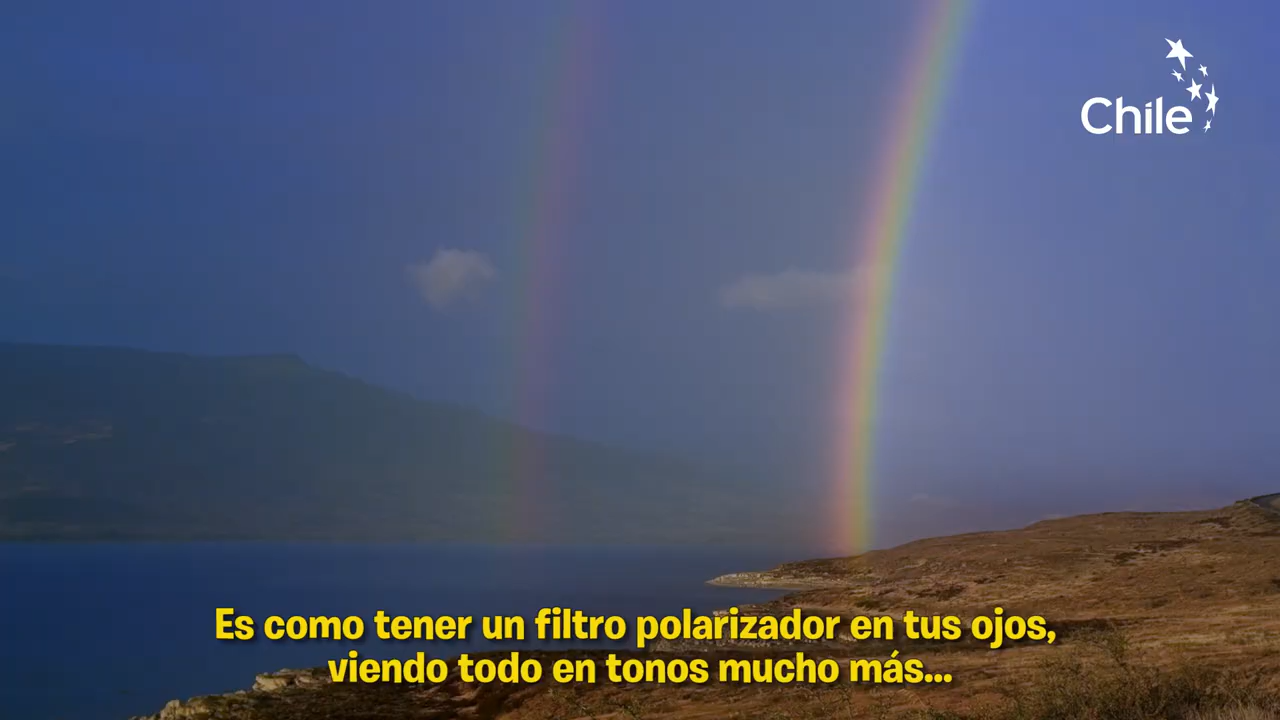 Chile
Es como tener un filtro polarizador en tus ojos,
viendo todo en tonos mucho más...